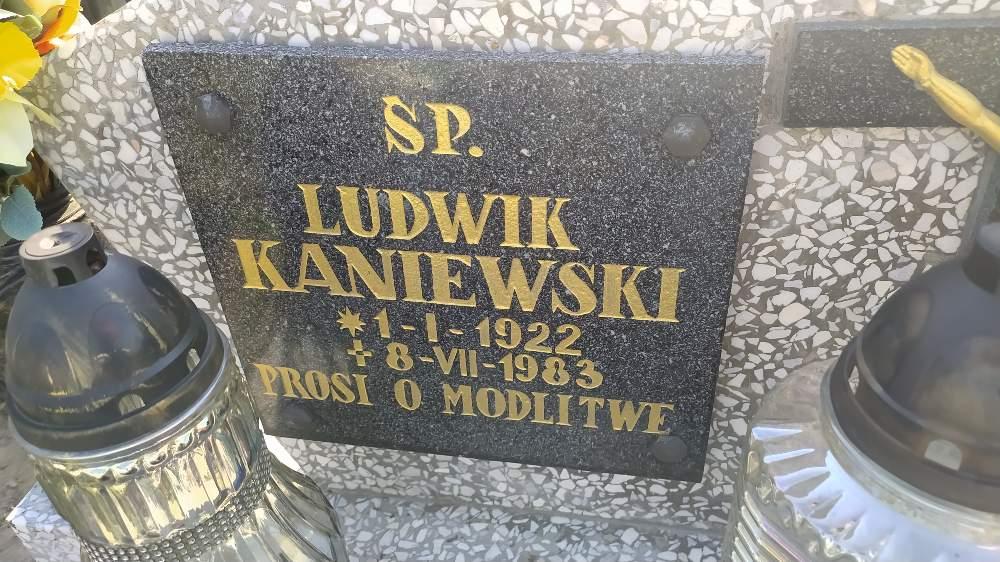 ŚP.
LUDWIK
KANIEWSKI
* 1-I-1922
✝ 8-VII-1983
PROSI O MODLITWĘ